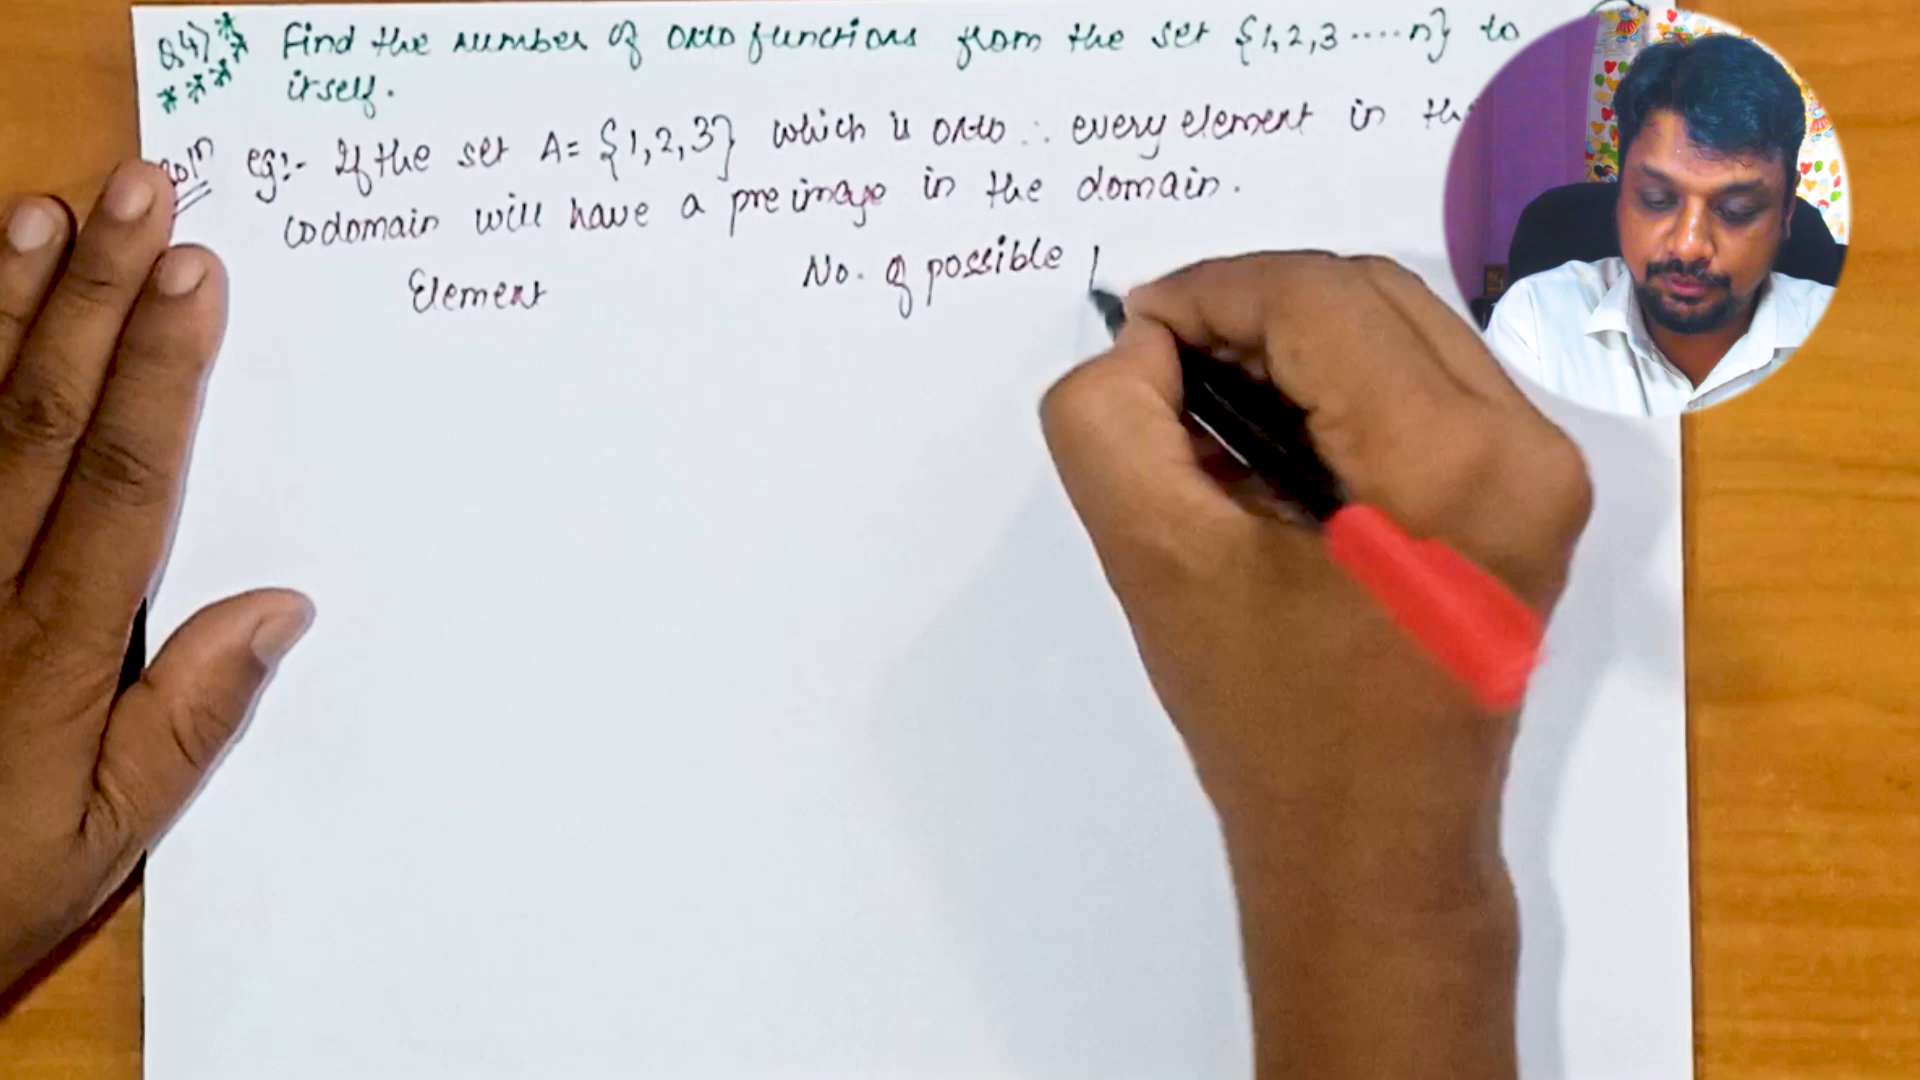 Q4) Find the number of onto functions from the set {1,2,3.....n} to
itself.
Soln eg:- If the set A= {1,2,3} which is onto ∴ every element in the
codomain will have a preimage in the domain.
Element No. of possible